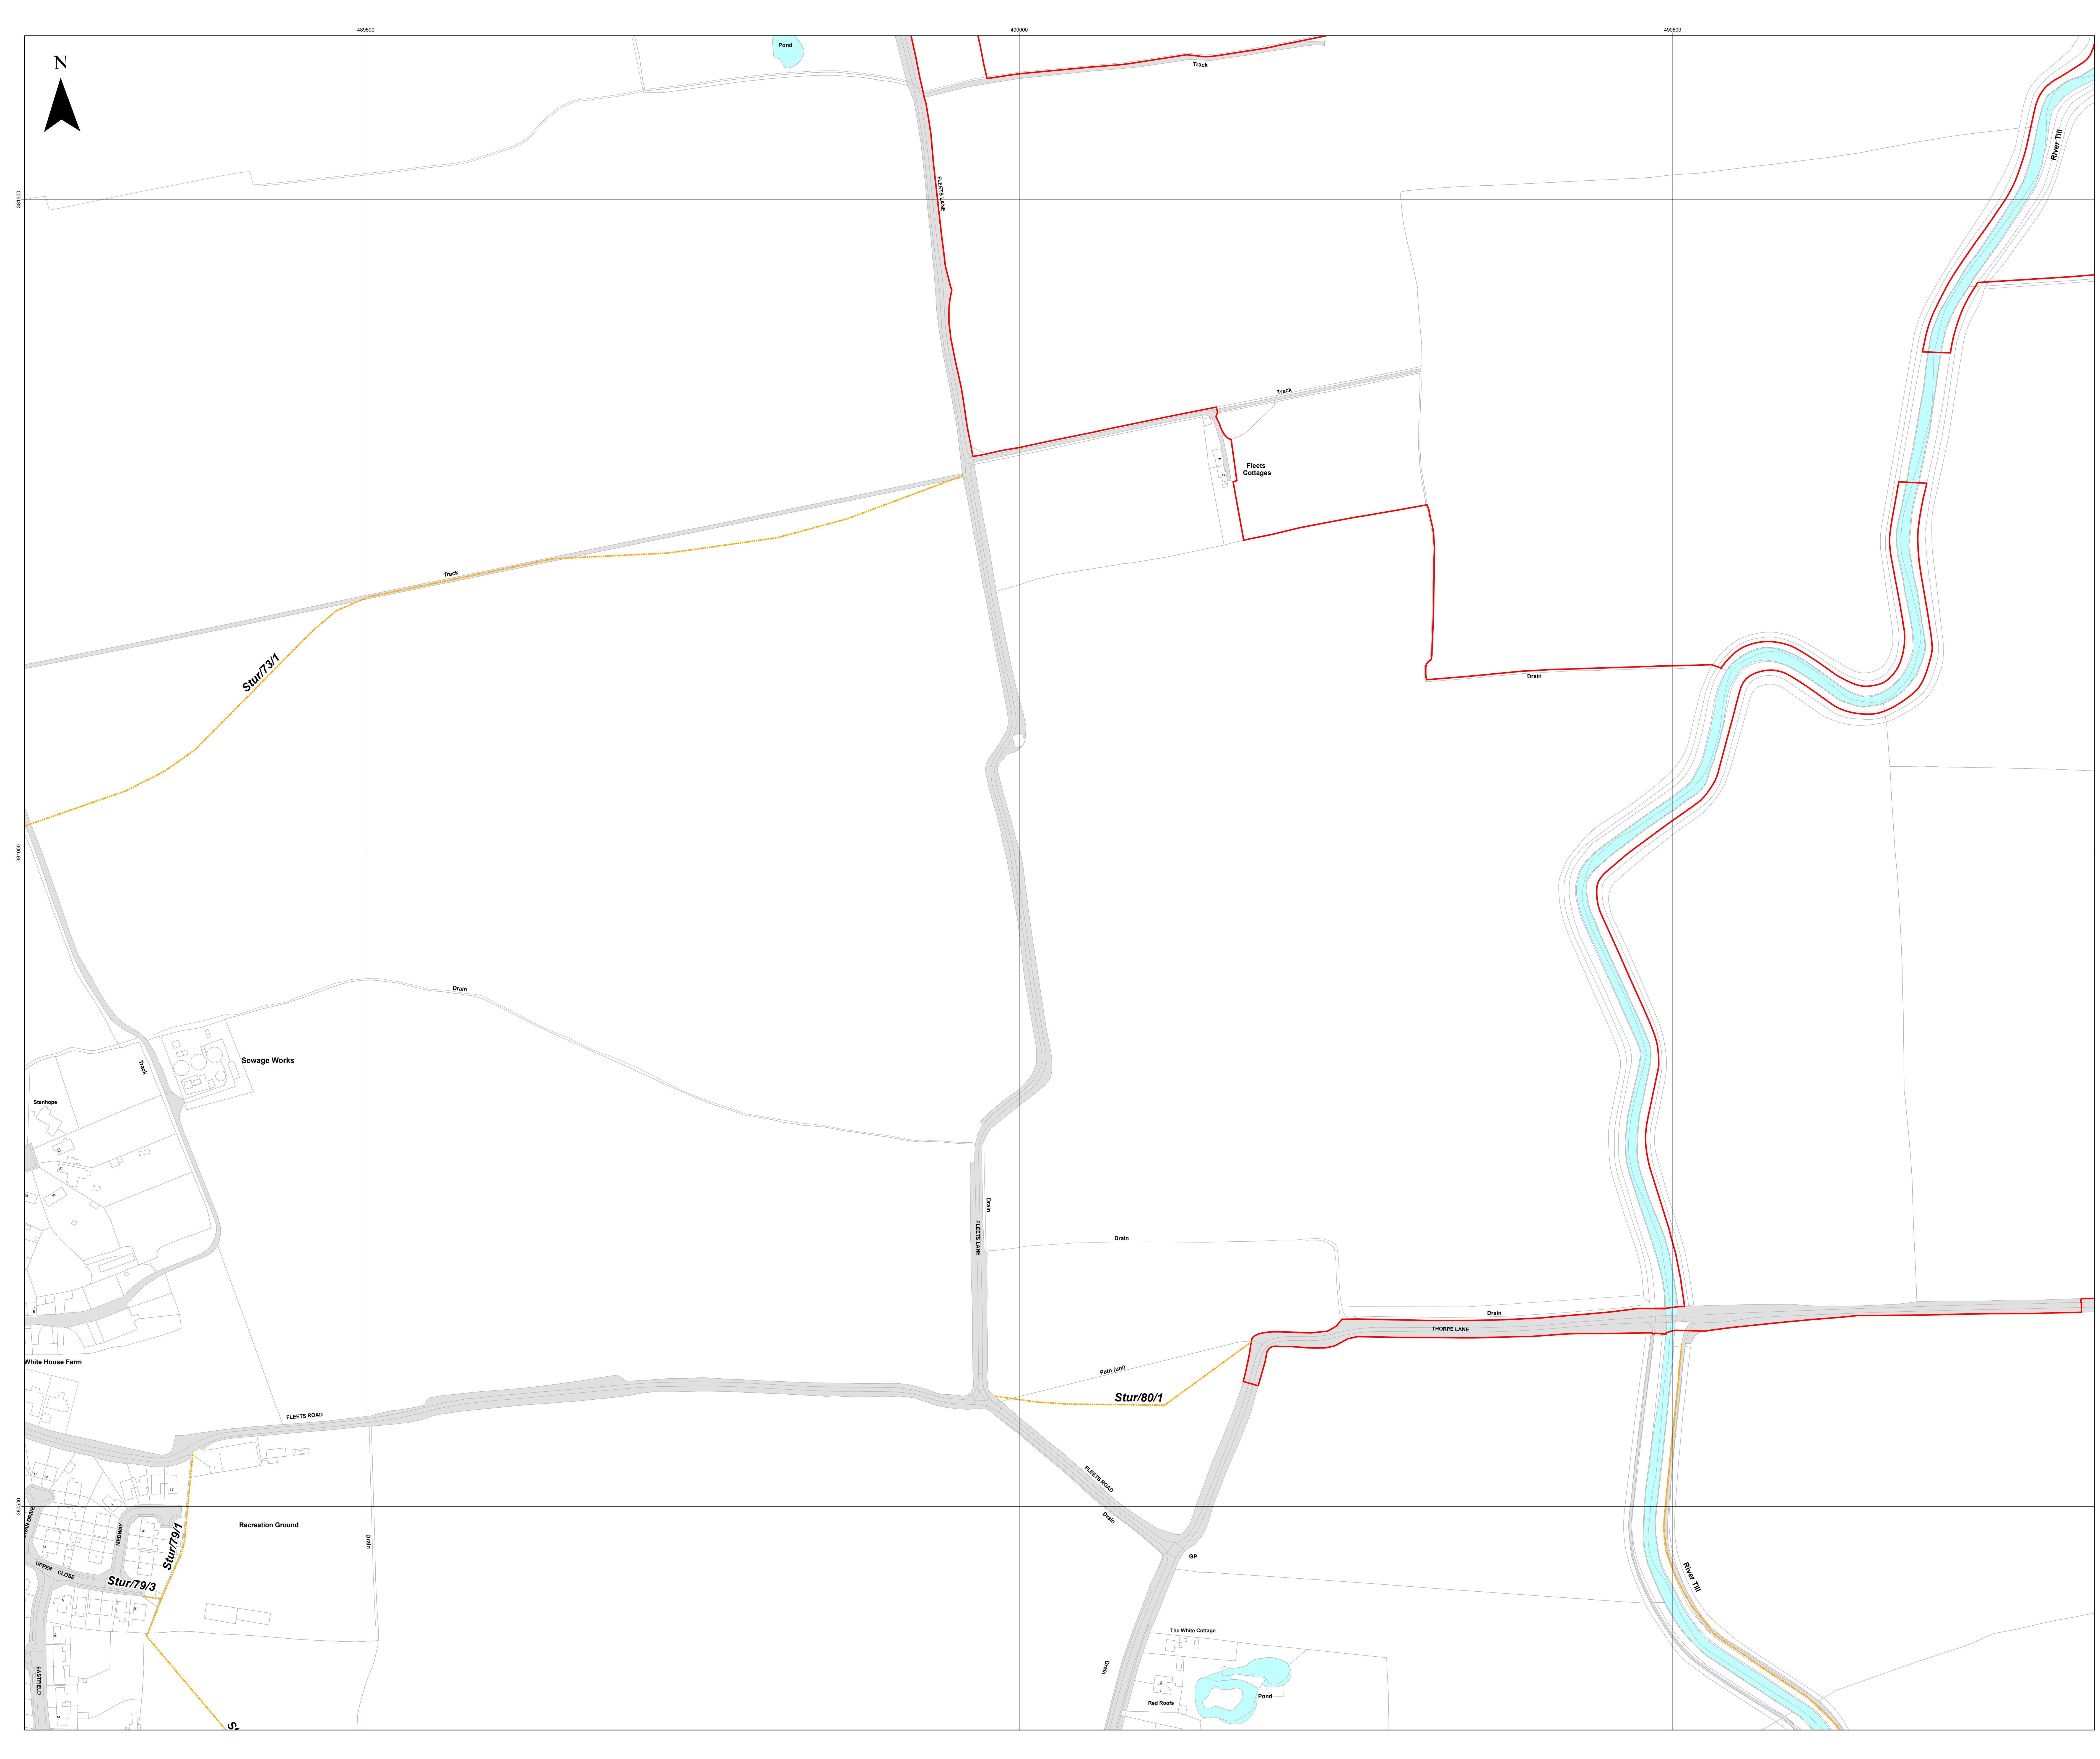 489500
490000
490500
N
Pond
Track
River Till
FLEETS LANE
381500
Track
Fleets
Cottages
Track
Stur/73/1
Drain
381000
Drain
Sewage Works
Track
Stanhope
Drain
FLEETS LANE
Drain
Drain
THORPE LANE
White House Farm
Path (um)
Stur/80/1
FLEETS ROAD
FLEETS ROAD
17
380500
Drain
Recreation Ground
MEDWAY
Stur/79/1
Drain
GP
UPPER CLOSE
Stur/79/3
River Till
The White Cottage
EASTFIELD
Drain
Red Roofs
Pond